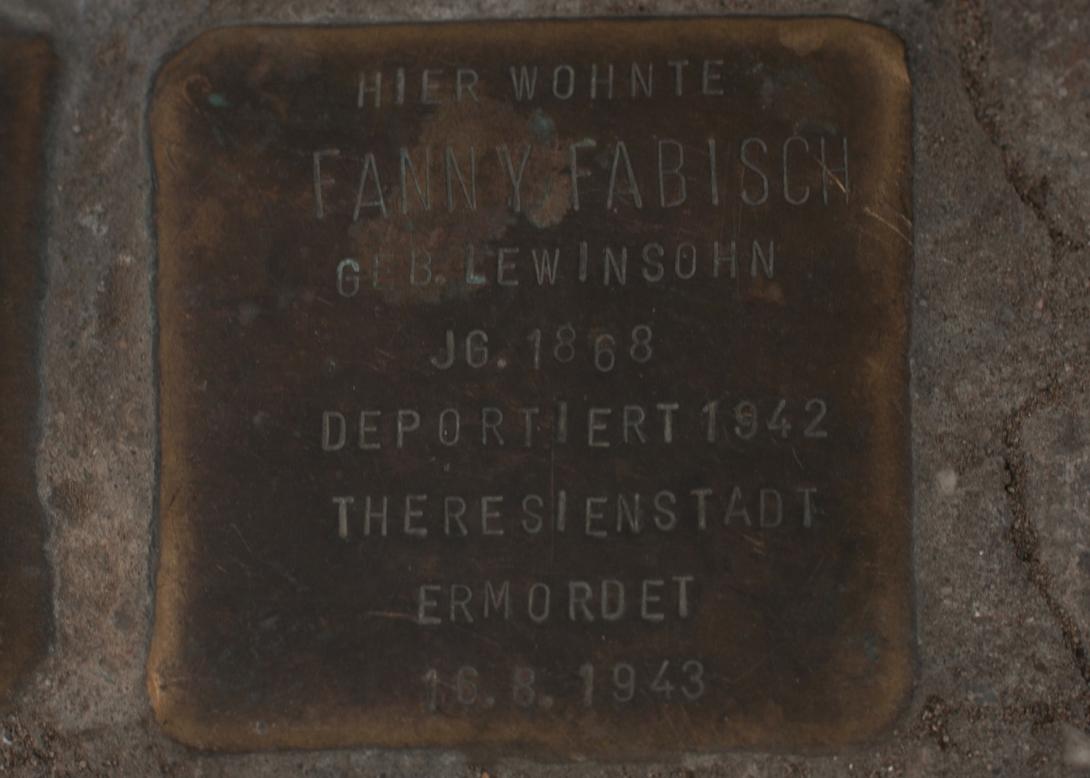 HIER WOHNTE
FANNY FABISCH
GEB. LEWINSOHN
JG. 1868
DEPORTIERT 1942
THERESIENSTADT
ERMORDET
16. 8. 1943